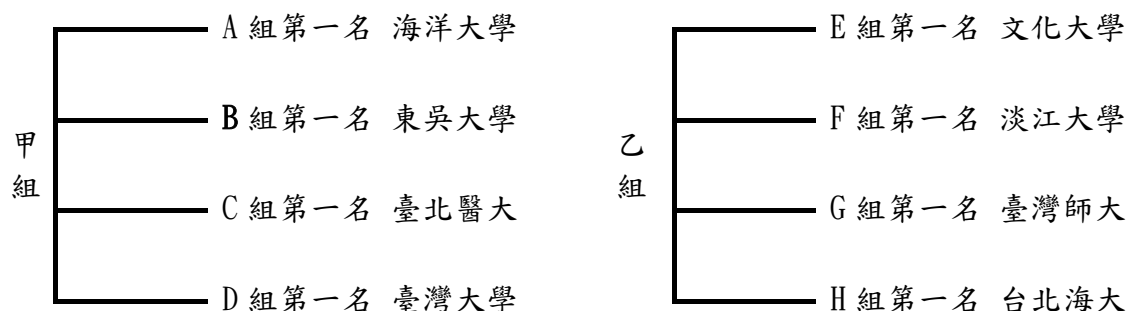 甲組
A 組第一名 海洋大學
B 組第一名 東吳大學
C 組第一名 臺北醫大
D 組第一名 臺灣大學
乙組
E 組第一名 文化大學
F 組第一名 淡江大學
G 組第一名 臺灣師大
H 組第一名 台北海大